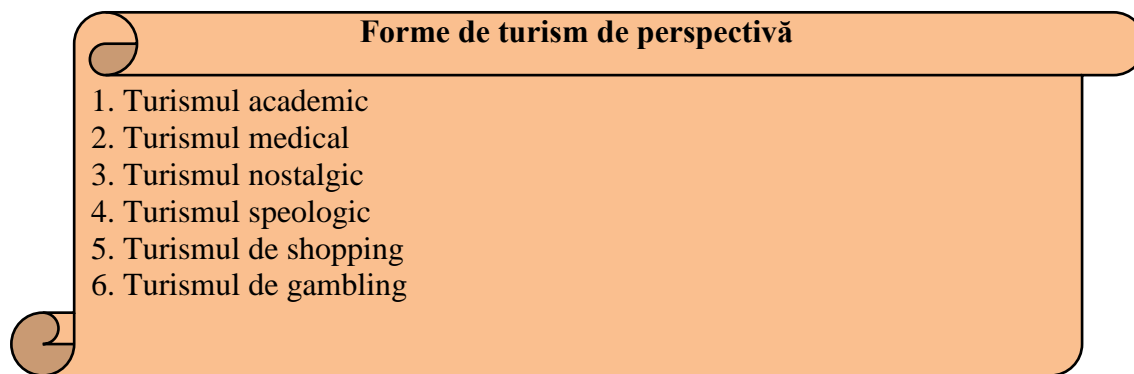 Forme de turism de perspectivă
1. Turismul academic
2. Turismul medical
3. Turismul nostalgic
4. Turismul speologic
5. Turismul de shopping
6. Turismul de gambling